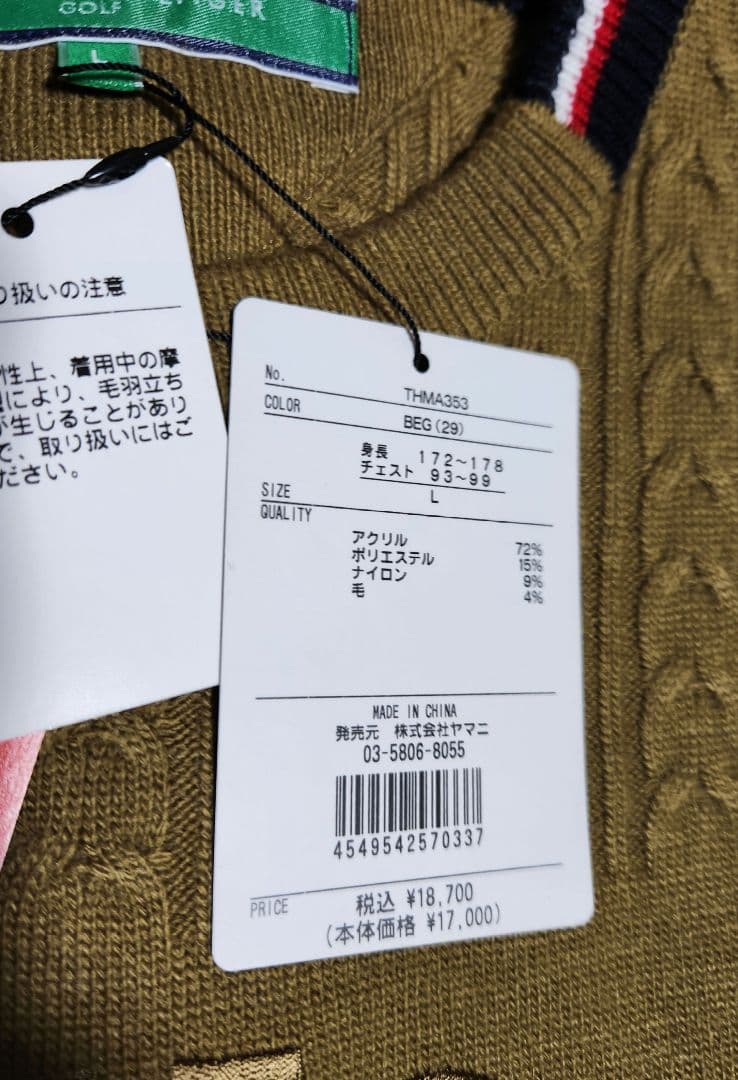 GOLF
L
り扱いの注意
性上、着用中の摩
により、毛羽立ち
が生じることがあり
で、取り扱いにはご
ださい。
No. THMA353
COLOR BEG(29)
身長 172～178
チェスト 93～99
SIZE L
QUALITY
アクリル 72%
ポリエステル 15%
ナイロン 9%
毛 4%
MADE IN CHINA
発売元 株式会社ヤマニ
03-5806-8055
4549542570337
PRICE 税込 ¥18,700
(本体価格 ¥17,000)